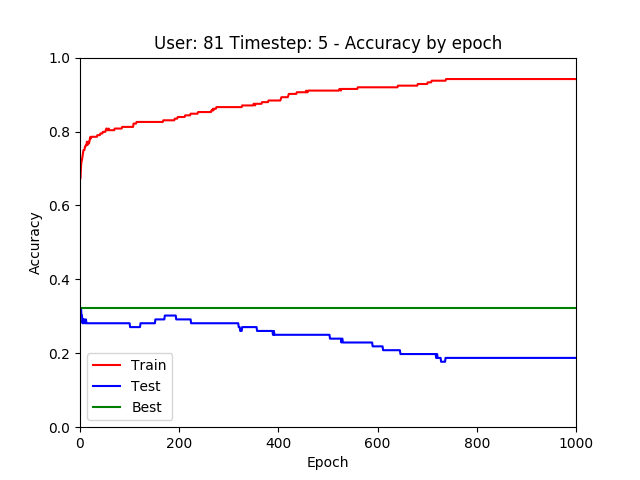 User: 81 Timestep: 5 - Accuracy by epoch
1.0
0.8
0.6
0.4
0.2
0.0
Accuracy
Train
Test
Best
0 200 400 600 800 1000
Epoch